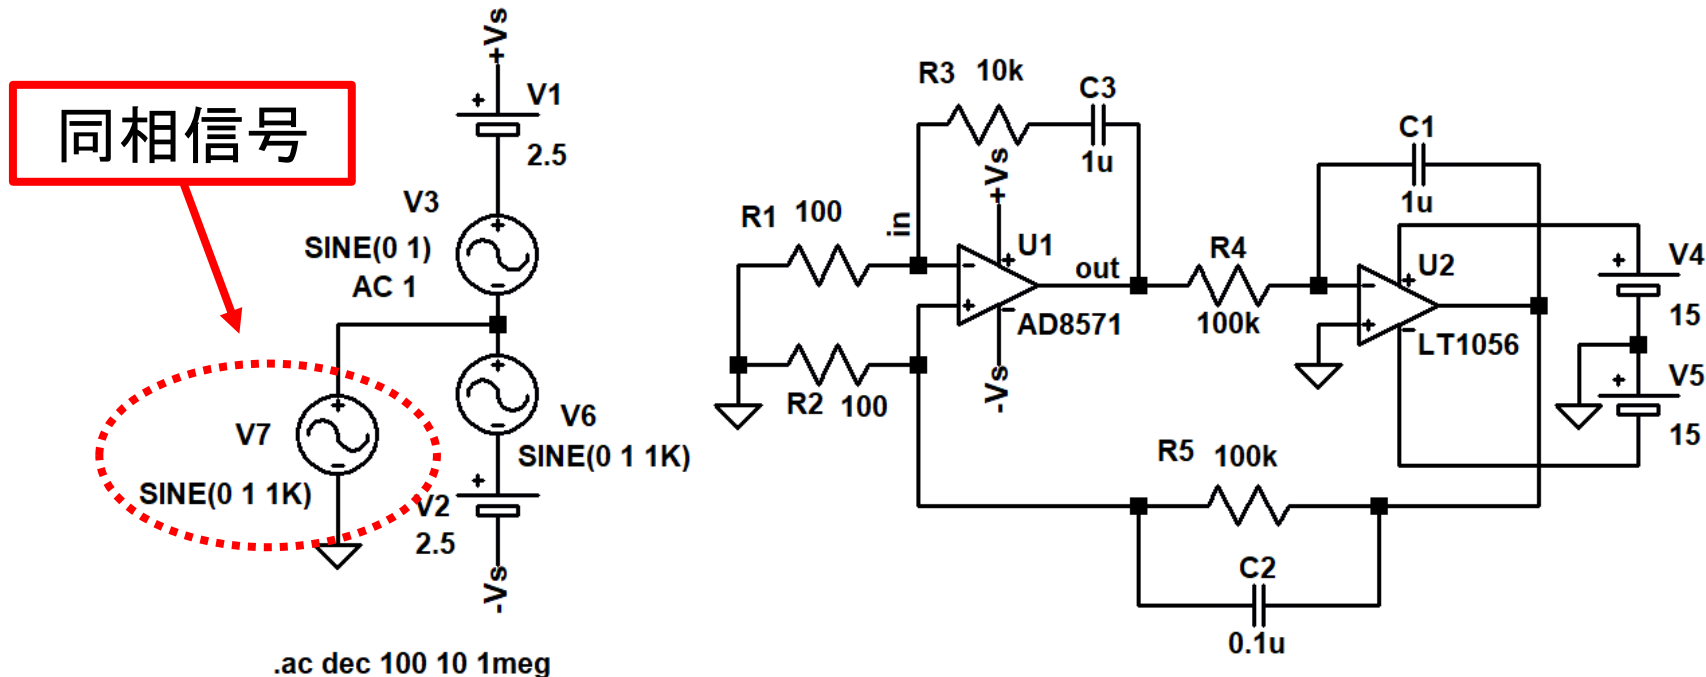 同相信号
+Vs
V1
2.5
V3
SINE(0 1)
AC 1
V7
SINE(0 1 1K)
V6
SINE(0 1 1K)
V2
2.5
-Vs
.ac dec 100 10 1meg
R3 10k
C3
1u
+Vs
R1 100
in
U1
out
AD8571
-Vs
R2 100
R4
100k
C1
1u
U2
LT1056
V4
15
V5
15
R5 100k
C2
0.1u